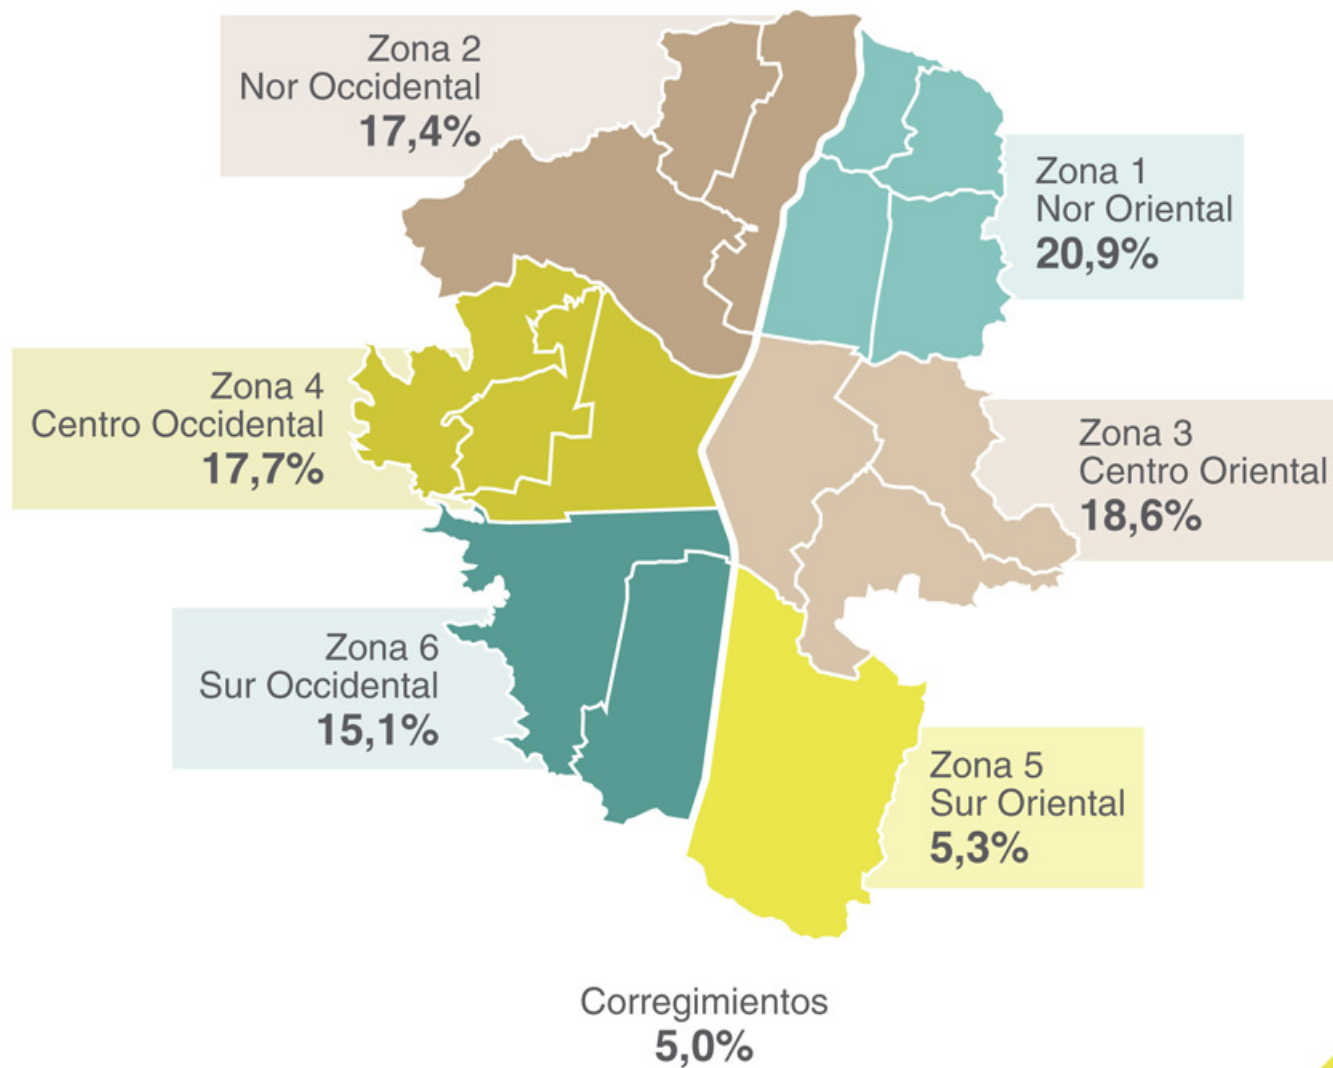 Zona 2
Nor Occidental
17,4%
Zona 1
Nor Oriental
20,9%
Zona 4
Centro Occidental
17,7%
Zona 3
Centro Oriental
18,6%
Zona 6
Sur Occidental
15,1%
Zona 5
Sur Oriental
5,3%
Corregimientos
5,0%